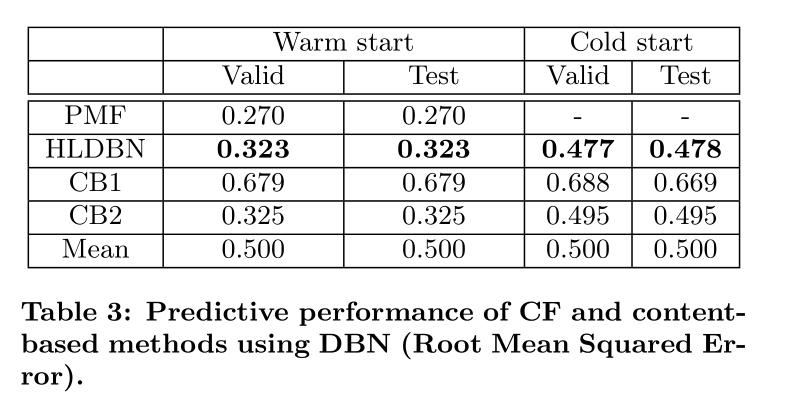 Warm start Cold start
Valid Test Valid Test
PMF 0.270 0.270 - -
HLDBN 0.323 0.323 0.477 0.478
CB1 0.679 0.679 0.688 0.669
CB2 0.325 0.325 0.495 0.495
Mean 0.500 0.500 0.500 0.500
Table 3: Predictive performance of CF and content-
based methods using DBN (Root Mean Squared Er-
ror).